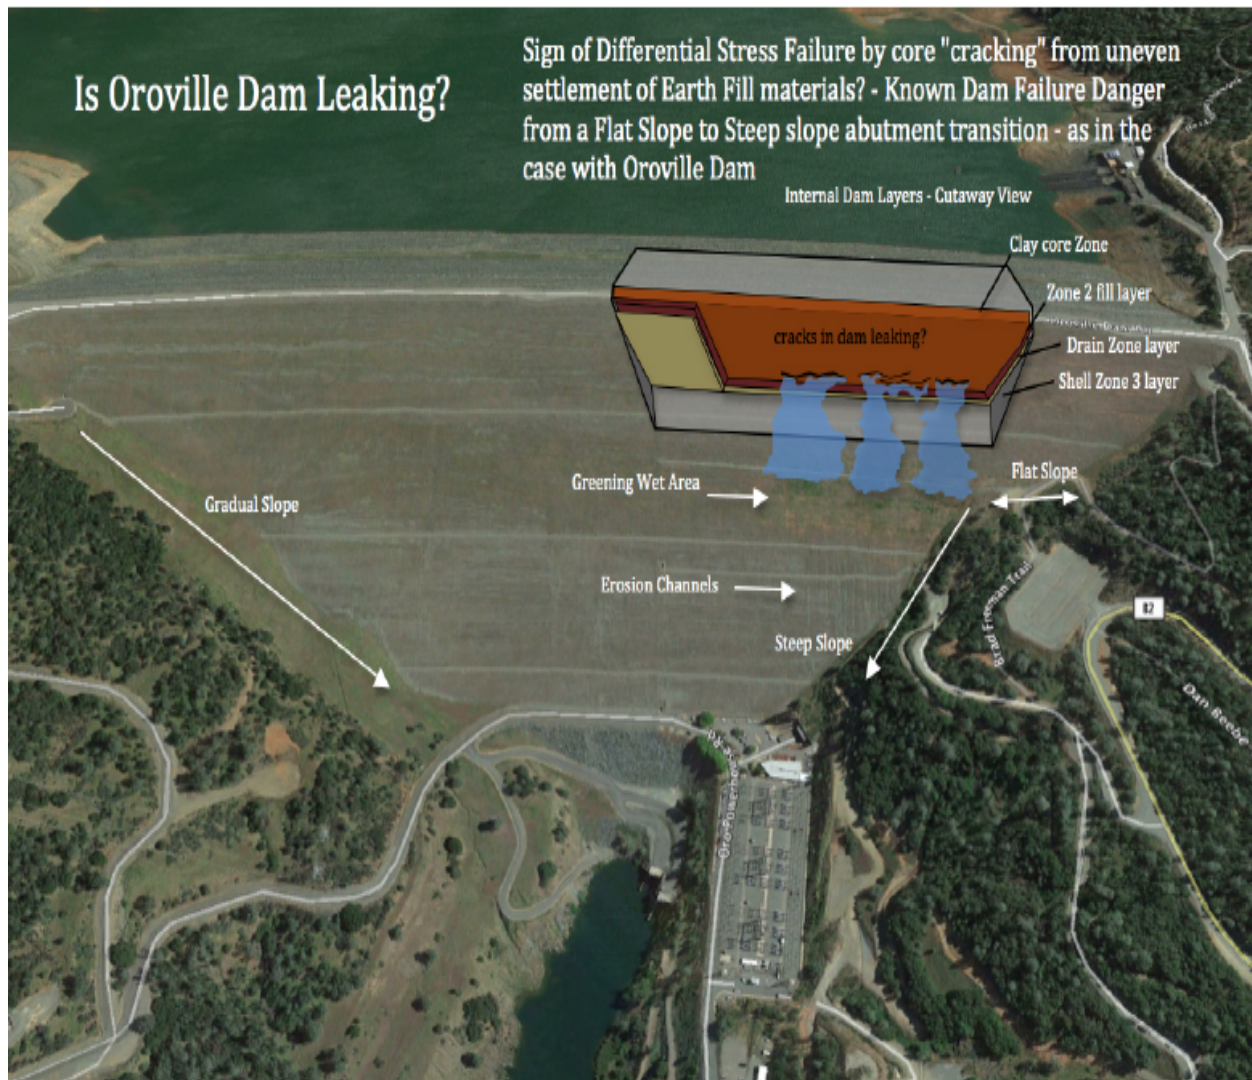 Is Oroville Dam Leaking?
Sign of Differential Stress Failure by core "cracking" from uneven
settlement of Earth Fill materials? - Known Dam Failure Danger
from a Flat Slope to Steep slope abutment transition - as in the
case with Oroville Dam
Internal Dam Layers - Cutaway View
Clay core Zone
Zone 2 fill layer
Drain Zone layer
Shell Zone 3 layer
cracks in dam leaking?
Greening Wet Area
Flat Slope
Gradual Slope
Erosion Channels
Steep Slope
Brad Freeman Trail
B2
Dan Beebe